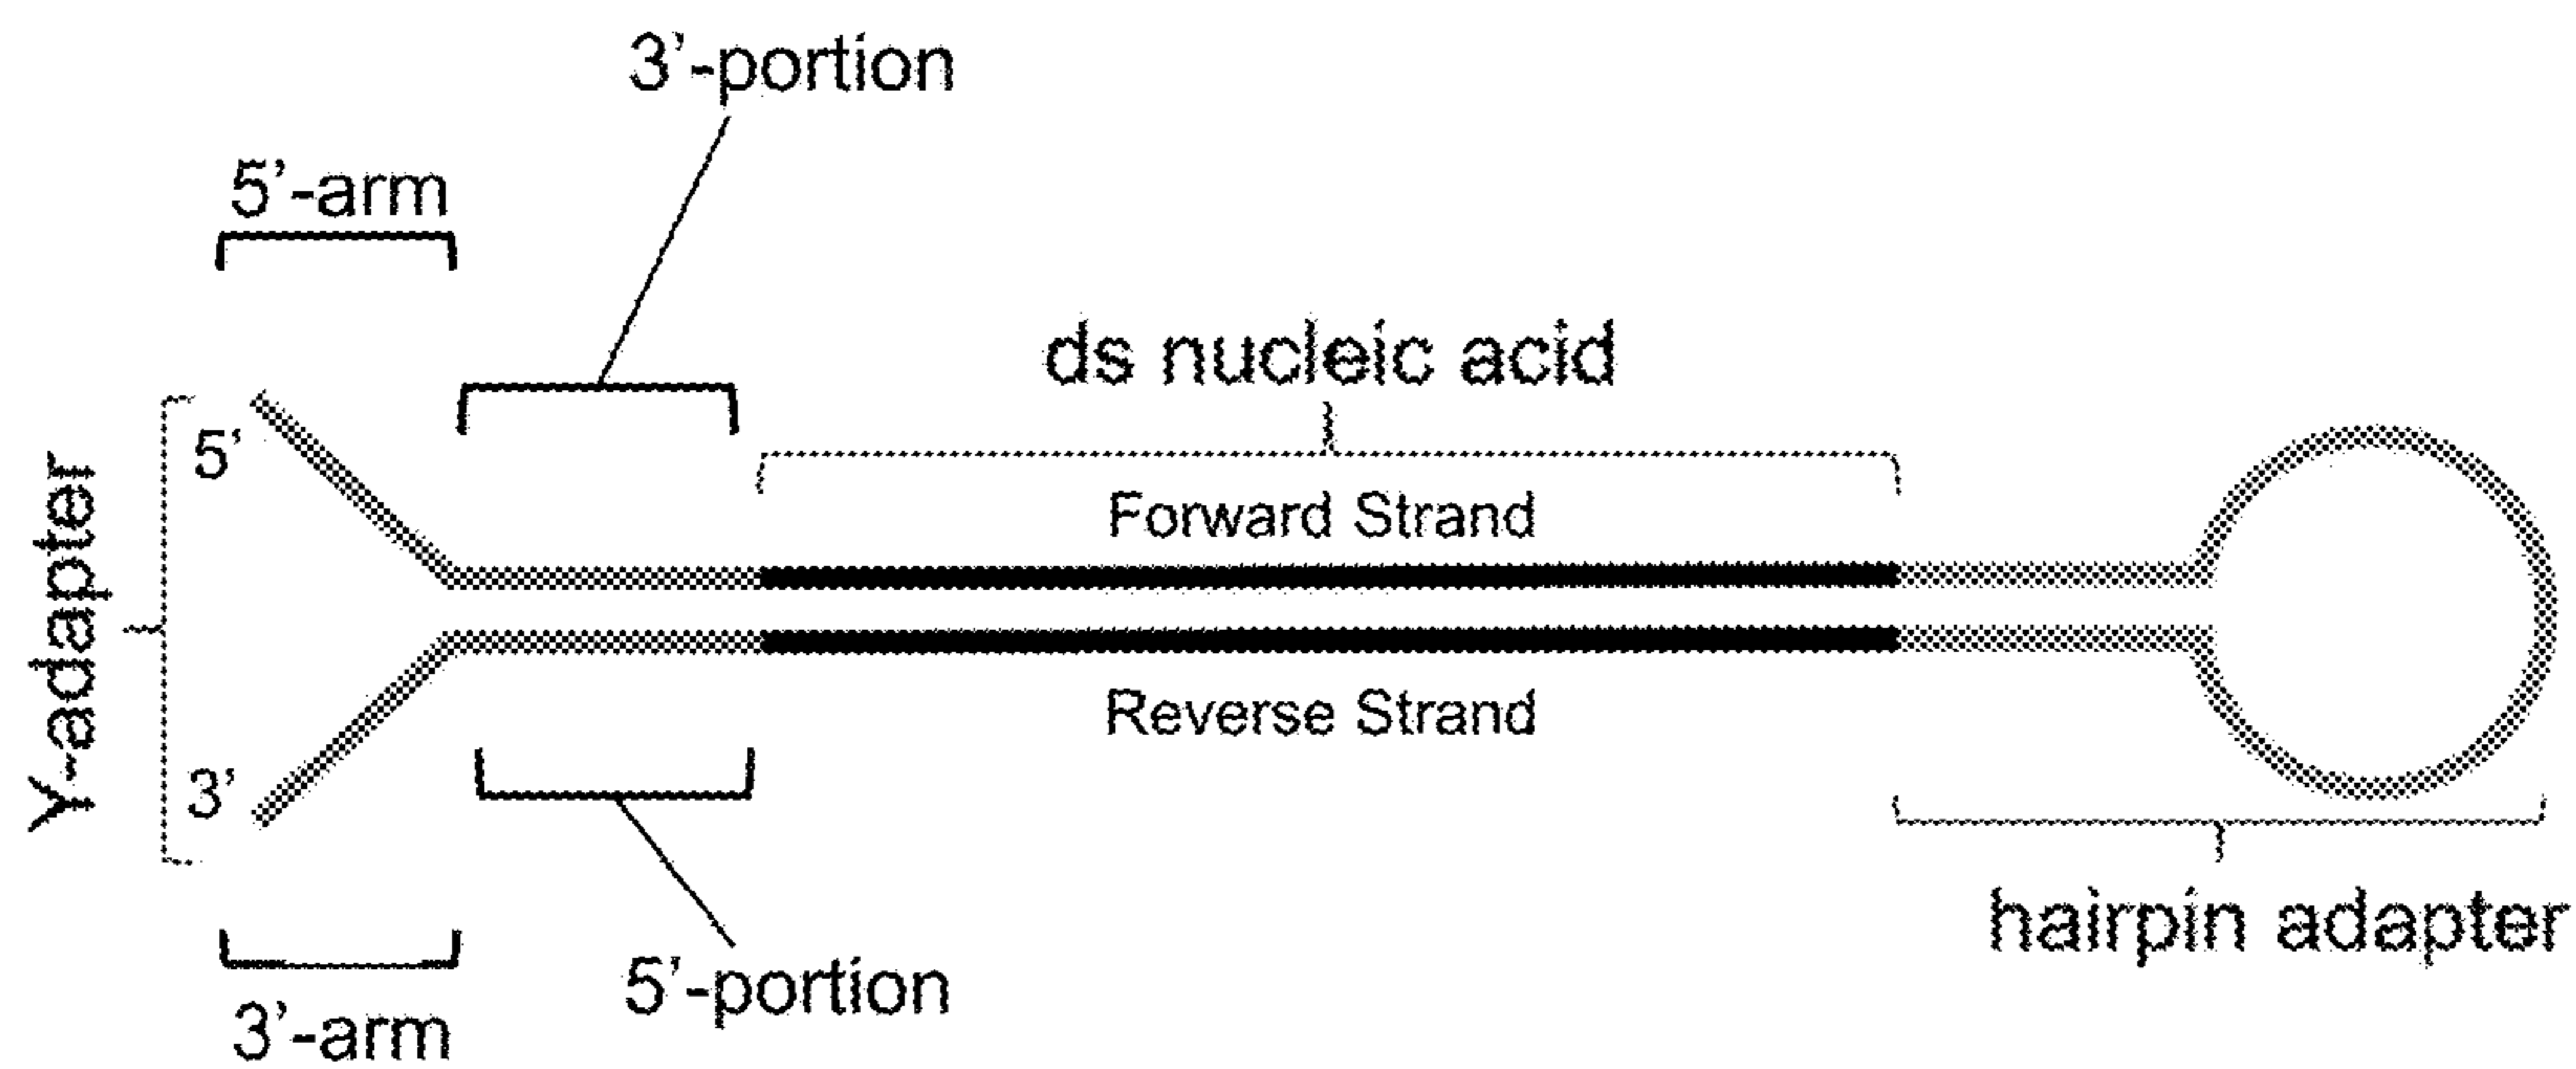 3'-portion
5'-arm
ds nucleic acid
5'
Forward Strand
Y-adapter
Reverse Strand
3'
hairpin adapter
5'-portion
3'-arm